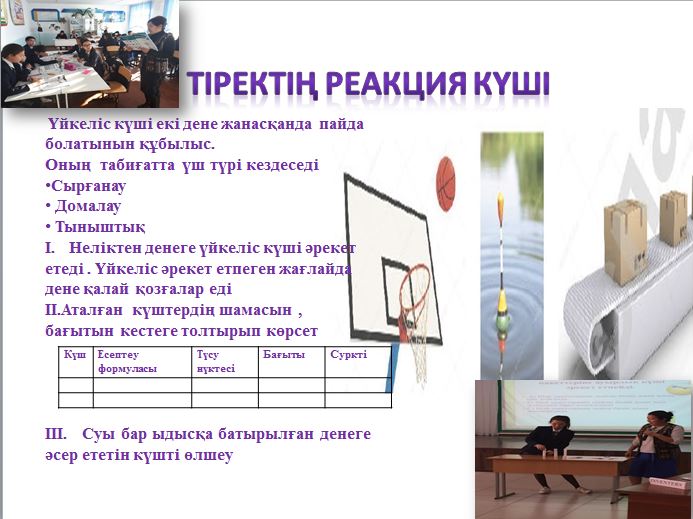 ТІРЕКТІҢ РЕАКЦИЯ КҮШІ
Үйкеліс күші екі дене жанасқанда пайда
болатынын құбылыс.
Оның табиғатта үш түрі кездеседі
•Сырғанау
• Домалау
• Тыныштық
I. Неліктен денеге үйкеліс күші әрекет
етеді . Үйкеліс әрекет етпеген жағлайда
дене қалай қозғалар еді
II.Аталған күштердің шамасын ,
бағытын кестеге толтырып көрсет
Күш Есептеу Түсу Бағыты Суркті
формуласы нүктесі
III. Суы бар ыдысқа батырылған денеге
әсер ететін күшті өлшеу
INVENTERS